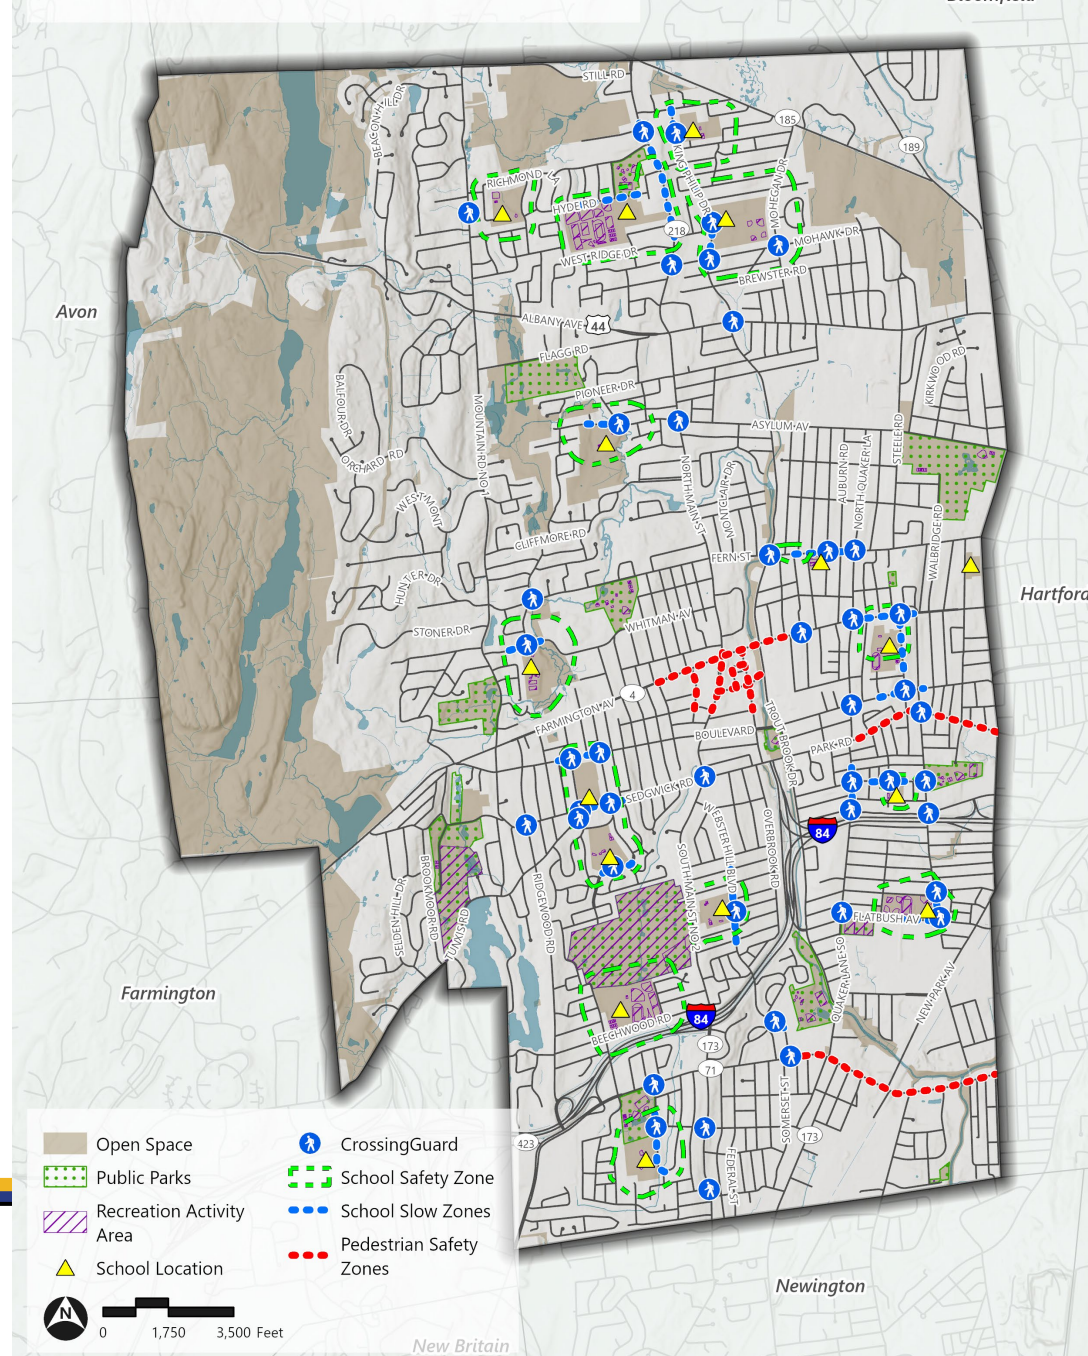 STILL RD
BEACON HILL DR
185
189
KING PHILIP DR
MOHEGAN DR
RICHMOND LA
HYDE RD
218
MOHAWK DR
WEST RIDGE DR
BREWSTER RD
Avon
ALBANY AVE
44
FLAGG RD
KIRKWOOD RD
PIONEER DR
BALFOUR DR
MOUNTAIN RD NO 1
ASYLUM AV
STEELE RD
AUBURN RD
NORTH QUAKER LA
ORCHARD RD
NORTH MAIN ST
MONTCLAIR DR
WESTMONT
WALBRIDGE RD
CLIFFMORE RD
FERN ST
HUNTER DR
Hartford
WHITMAN AV
STONER DR
4
FARMINGTON AV
TROUT BROOK DR
BOULEVARD
PARK RD
SEDGWICK RD
WEBSTER HILL BLVD
OVERBROOK RD
84
SOUTH MAIN ST NO 2
BROOKMOOR RD
SELDEN HILL DR
TUNXIS RD
RIDGEWOOD RD
FLATBUSH AV
QUAKER LANE SO
NEW PARK AV
Farmington
84
BEECHWOOD RD
173
71
SOMERSET ST
173
423
FEDERAL ST
Open Space
Public Parks
Recreation Activity
Area
School Location
CrossingGuard
School Safety Zone
School Slow Zones
Pedestrian Safety
Zones
N
0 1,750 3,500 Feet
Newington
New Britain